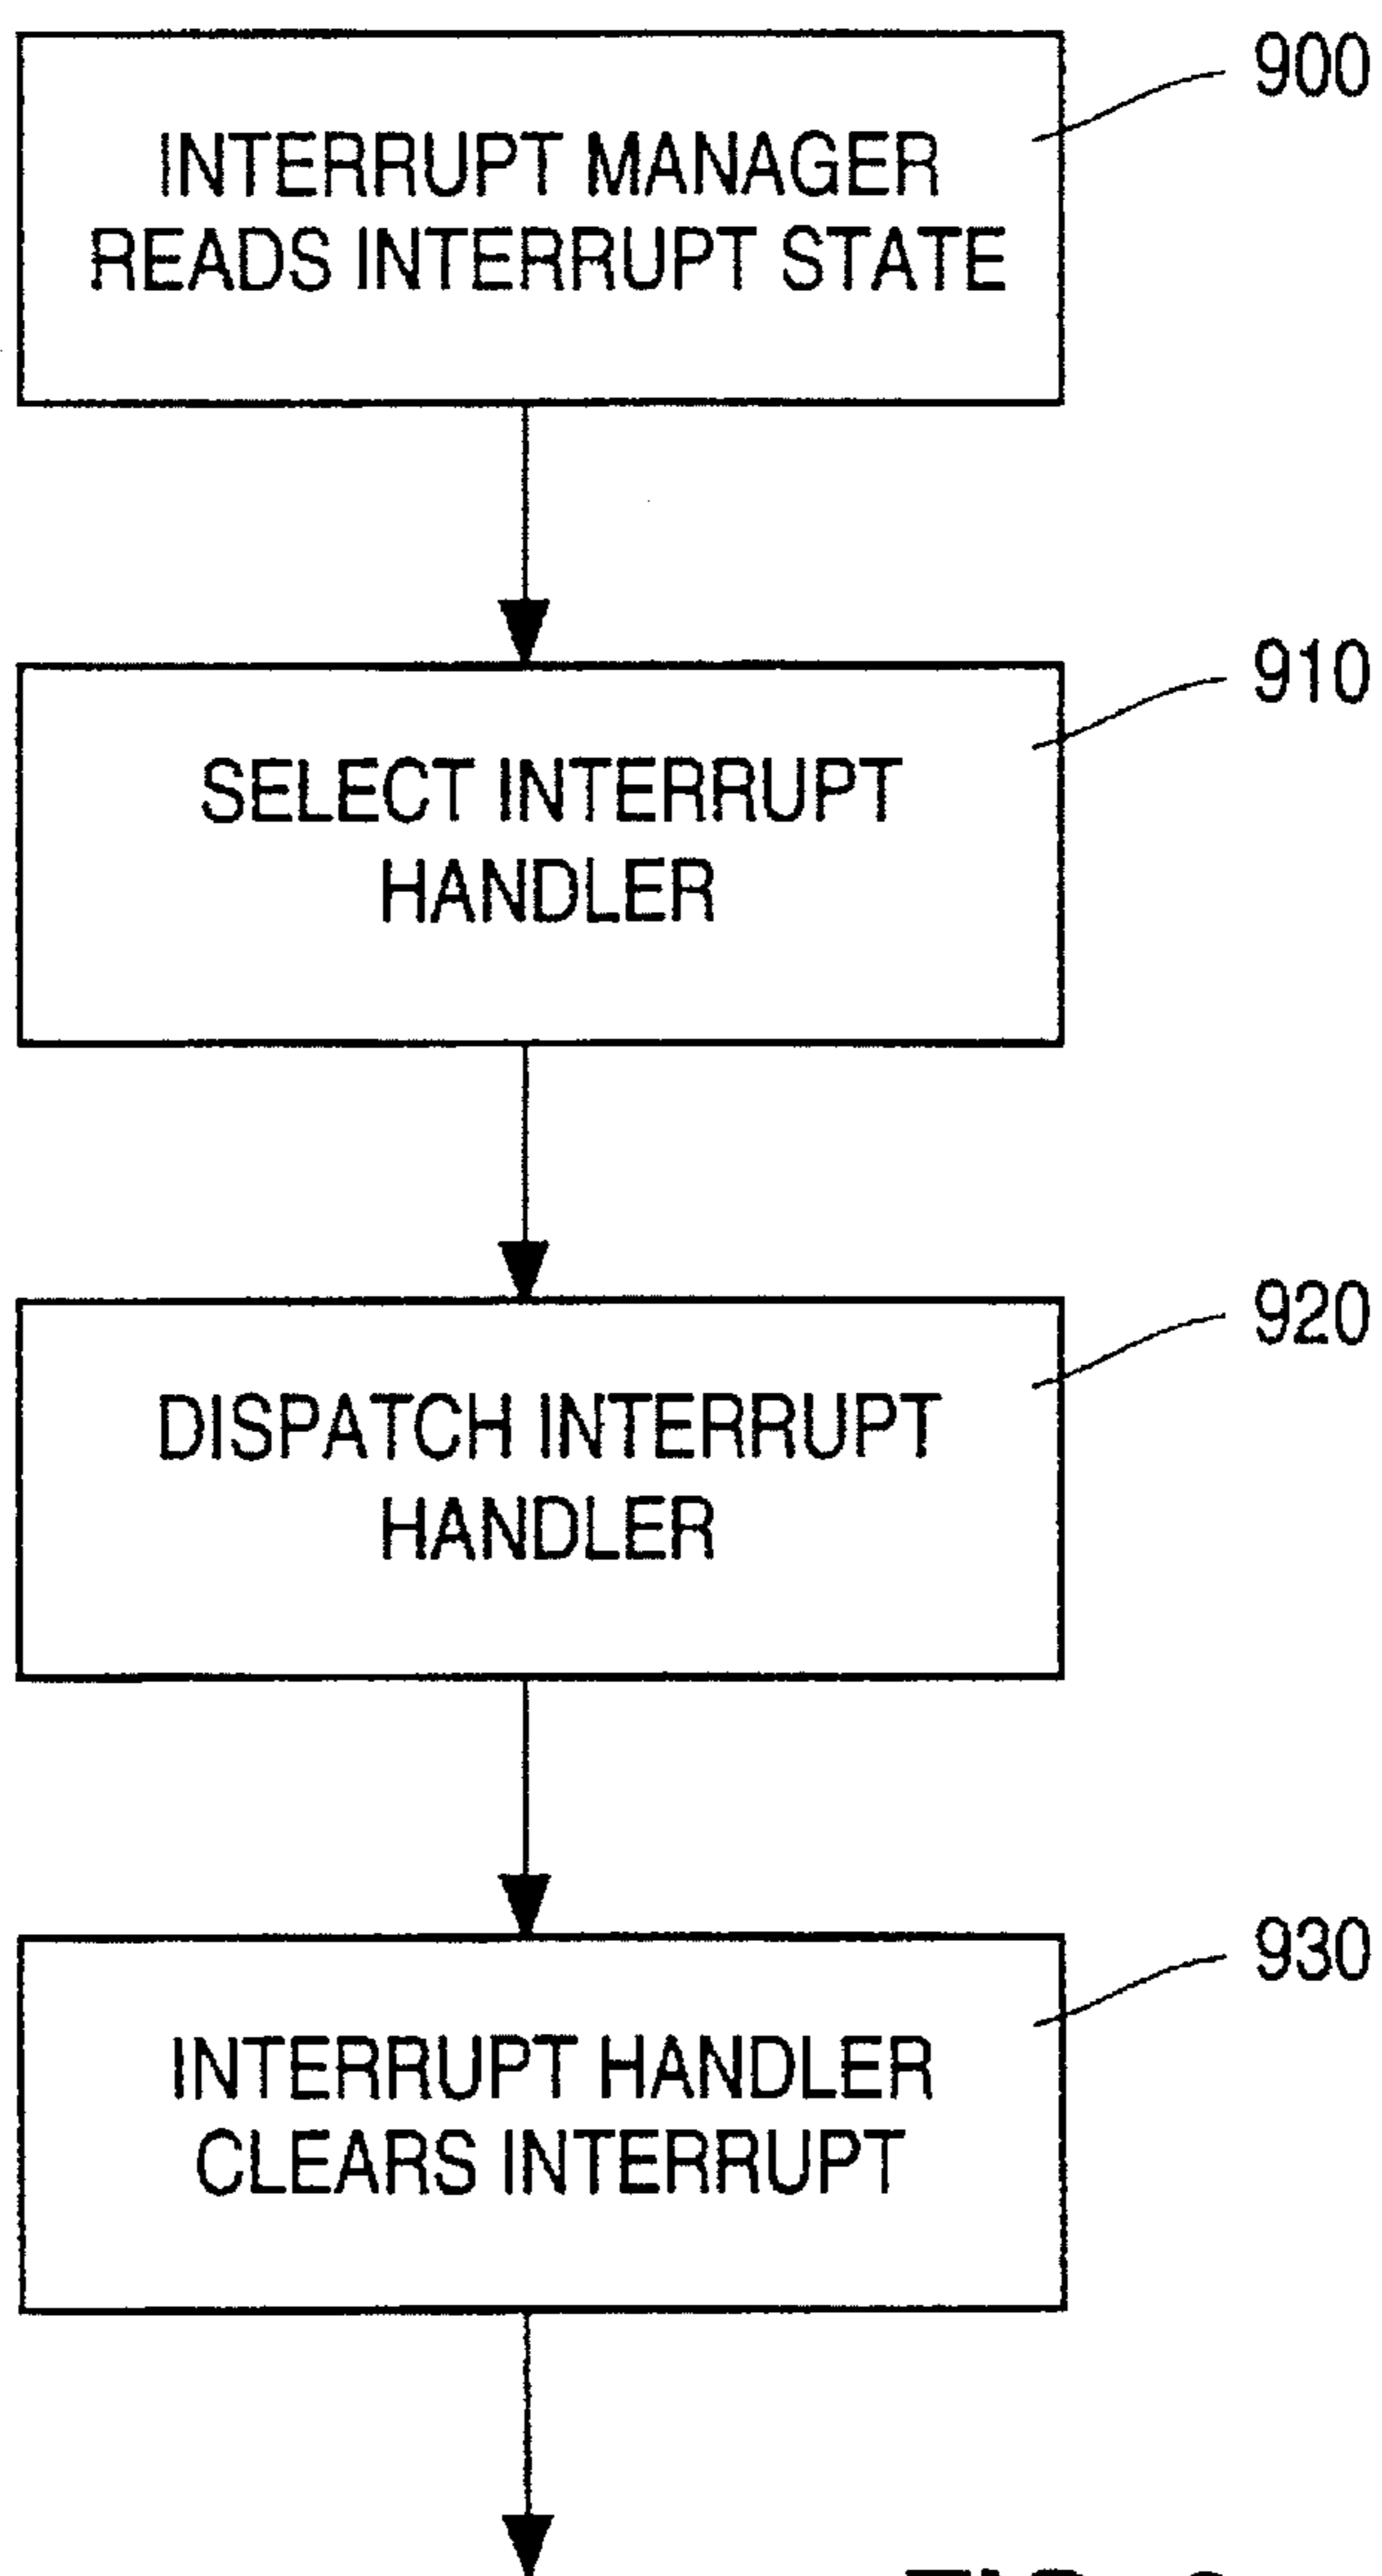 900
INTERRUPT MANAGER
READS INTERRUPT STATE
910
SELECT INTERRUPT
HANDLER
920
DISPATCH INTERRUPT
HANDLER
930
INTERRUPT HANDLER
CLEARS INTERRUPT